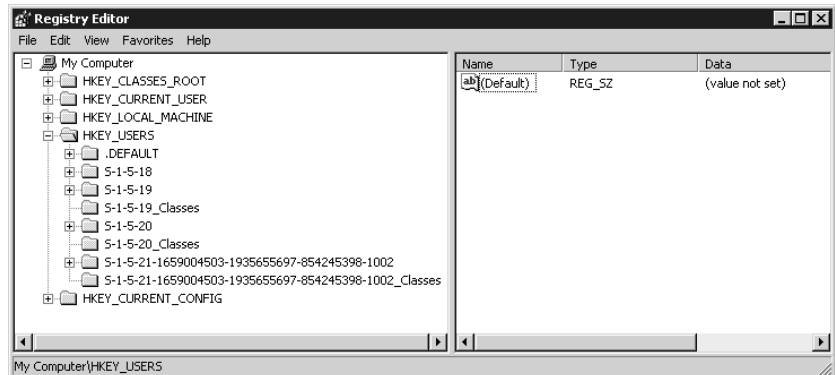 Registry Editor
File Edit View Favorites Help
My Computer
HKEY_CLASSES_ROOT
HKEY_CURRENT_USER
HKEY_LOCAL_MACHINE
HKEY_USERS
.DEFAULT
S-1-5-18
S-1-5-19
S-1-5-19_Classes
S-1-5-20
S-1-5-20_Classes
S-1-5-21-1659004503-1935655697-854245398-1002
S-1-5-21-1659004503-1935655697-854245398-1002_Classes
HKEY_CURRENT_CONFIG
Name Type Data
ab (Default) REG_SZ (value not set)
My Computer\HKEY_USERS